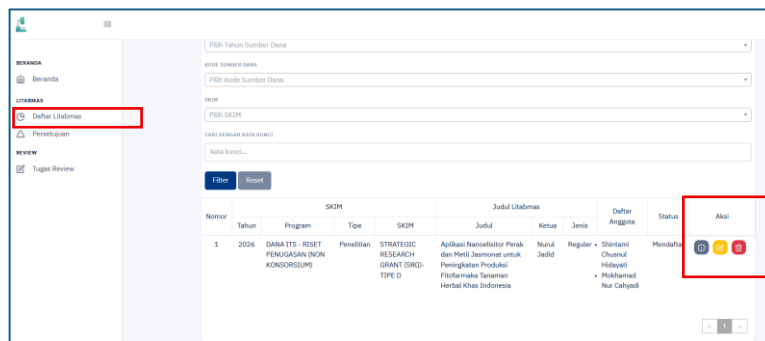 Pilih Tahun Sumber Dana
BERANDA
Beranda
LITABMAS
Daftar Litabmas
Persetujuan
REVIEW
Tugas Review
KODE SUMBER DANA
Pilih Kode Sumber Dana
SKIM
Pilih SKIM
CARI DENGAN KATA KUNCI
kata kunci...
Filter Reset
Nomor SKIM Judul Litabmas Daftar Anggota Status Aksi
Tahun Program Tipe SKIM Judul Ketua Jenis
1 2026 DANA ITS - RISET Penelitian STRATEGIC Aplikasi Nanoelisitor Perak Nurul Reguler • Shintami Mendaftar
PENUGASAN (NON RESEARCH dan Metil Jasmonat untuk Jadid Chusnul
KONSORSIUM) GRANT (SRG)- Peningkatan Produksi Hidayati
TIPE D Fitofarmaka Tanaman • Mokhamad
Herbal Khas Indonesia Nur Cahyadi
< 1 >